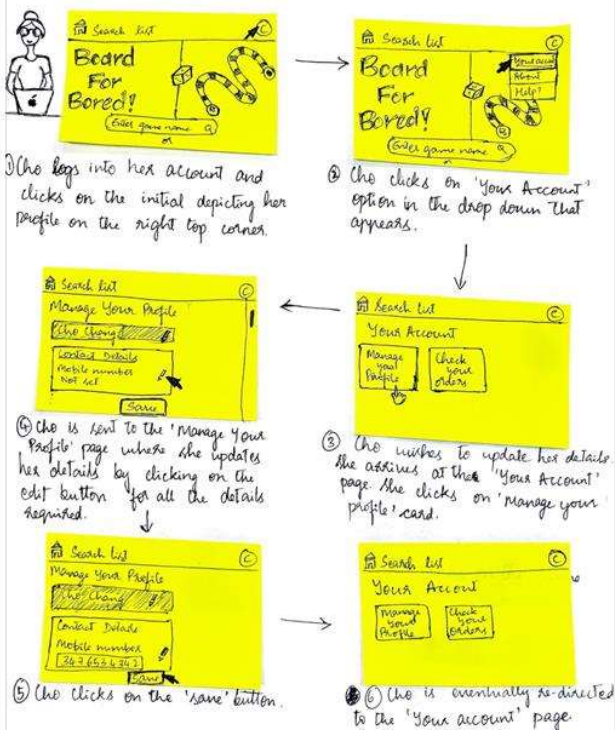 Search list
C
Board
For
Bored!
Enter game name
or
① Cho logs into her account and
clicks on the initial depicting her
profile on the right top corner.
Search list
C
Board
For
Bored!
Your accou
About
Help?
Enter game name
or
② Cho clicks on 'Your Account'
option in the drop down that
appears.
Search list
C
Your Account
Manage
your
Profile
Check
your
orders
③ Cho wishes to update her details.
She arrives at the 'Your Account'
page. She clicks on 'Manage your
profile' card.
Search list
C
Manage Your Profile
Cho Chang
Contact Details
Mobile number
Not set
Save
④ Cho is sent to the 'Manage Your
Profile' page where she updates
her details by clicking on the
edit button for all the details
required.
Search list
C
Manage Your Profile
Cho Chang
Contact Details
Mobile number
Save
⑤ Cho clicks on the 'save' button.
Search list
C
Your Account
Manage
Your
Profile
Check
Your
Orders
⑥ Cho is eventually re-directed
to the 'Your account' page.